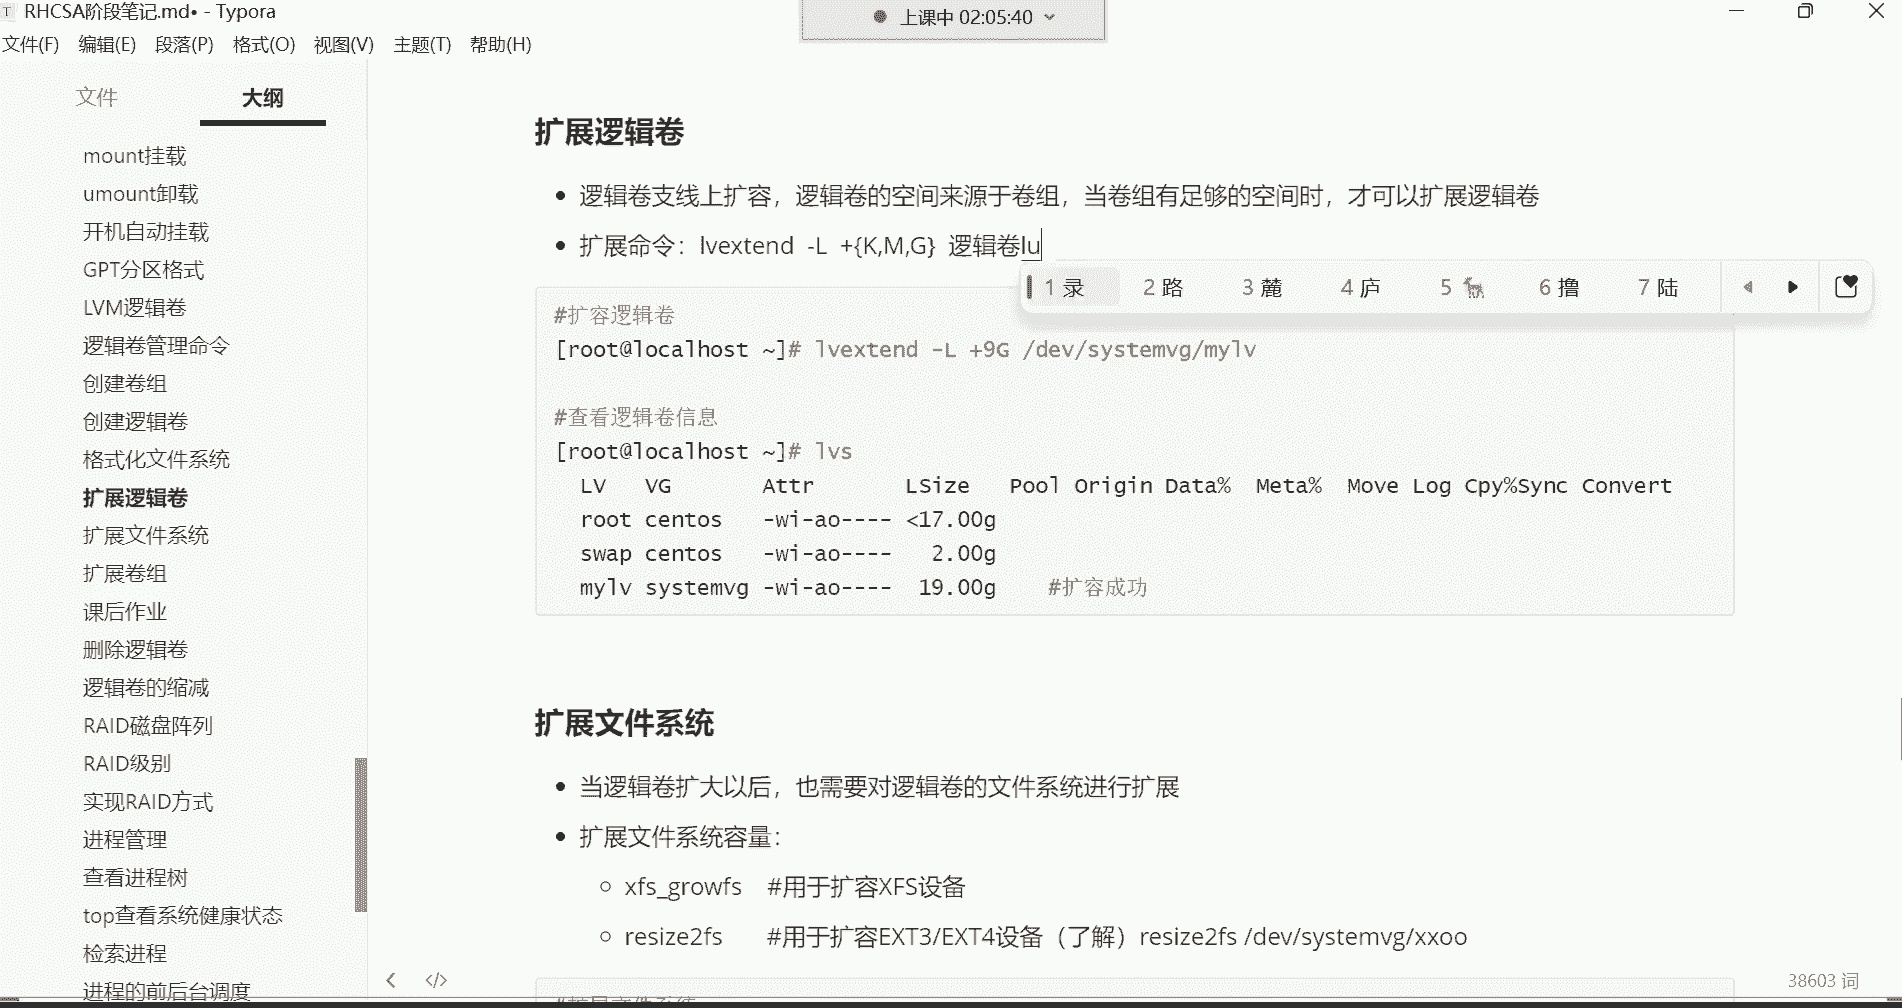 RHCSA阶段笔记.md• - Typora
上课中 02:05:40
文件(F) 编辑(E) 段落(P) 格式(O) 视图(V) 主题(T) 帮助(H)
文件 大纲
mount挂载
umount卸载
开机自动挂载
GPT分区格式
LVM逻辑卷
逻辑卷管理命令
创建卷组
创建逻辑卷
格式化文件系统
扩展逻辑卷
扩展文件系统
扩展卷组
课后作业
删除逻辑卷
逻辑卷的缩减
RAID磁盘阵列
RAID级别
实现RAID方式
进程管理
查看进程树
top查看系统健康状态
检索进程
进程的前后台调度
扩展逻辑卷
逻辑卷支线上扩容，逻辑卷的空间来源于卷组，当卷组有足够的空间时，才可以扩展逻辑卷
扩展命令：lvextend -L +{K,M,G} 逻辑卷lu
1 录 2 路 3 麓 4 庐 5 🦌 6 撸 7 陆
#扩容逻辑卷
[root@localhost ~]# lvextend -L +9G /dev/systemvg/mylv
#查看逻辑卷信息
[root@localhost ~]# lvs
LV VG Attr LSize Pool Origin Data% Meta% Move Log Cpy%Sync Convert
root centos -wi-ao---- <17.00g
swap centos -wi-ao---- 2.00g
mylv systemvg -wi-ao---- 19.00g #扩容成功
扩展文件系统
当逻辑卷扩大以后，也需要对逻辑卷的文件系统进行扩展
扩展文件系统容量：
xfs_growfs #用于扩容XFS设备
resize2fs #用于扩容EXT3/EXT4设备（了解）resize2fs /dev/systemvg/xxoo
38603 词